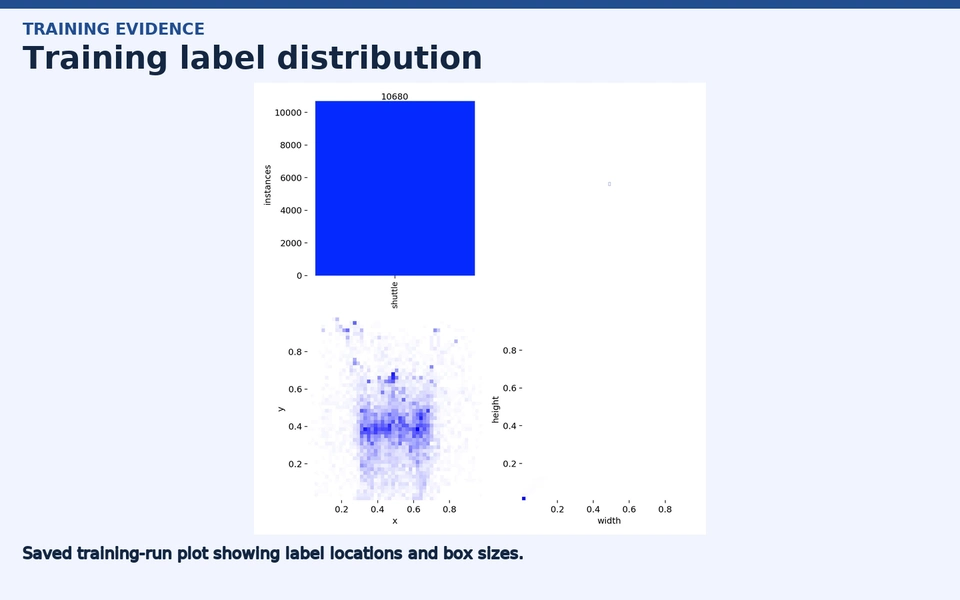 TRAINING EVIDENCE
Training label distribution
10680
10000
8000
6000
4000
2000
0
instances
shuttle
0.8
0.6
0.4
0.2
y
0.2 0.4 0.6 0.8
x
0.8
0.6
0.4
0.2
height
0.2 0.4 0.6 0.8
width
Saved training-run plot showing label locations and box sizes.